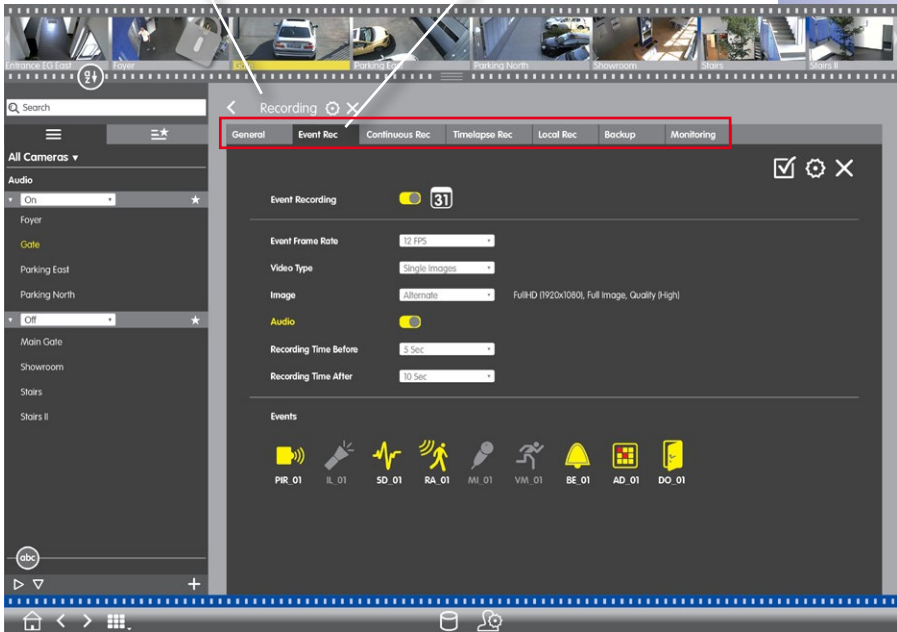 Entrance EG East Foyer Gate Parking East Parking North Showroom Stairs Stairs II
Search
Recording
General Event Rec Continuous Rec Timelapse Rec Local Rec Backup Monitoring
All Cameras
Audio
On
Foyer
Gate
Parking East
Parking North
Off
Main Gate
Showroom
Stairs
Stairs II
abc
Event Recording 31
Event Frame Rate 12 FPS
Video Type Single Images
Image Alternate FullHD (1920x1080), Full Image, Quality (High)
Audio
Recording Time Before 5 Sec
Recording Time After 10 Sec
Events
PIR_01 IL_01 SD_01 RA_01 MI_01 VM_01 BE_01 AD_01 DO_01